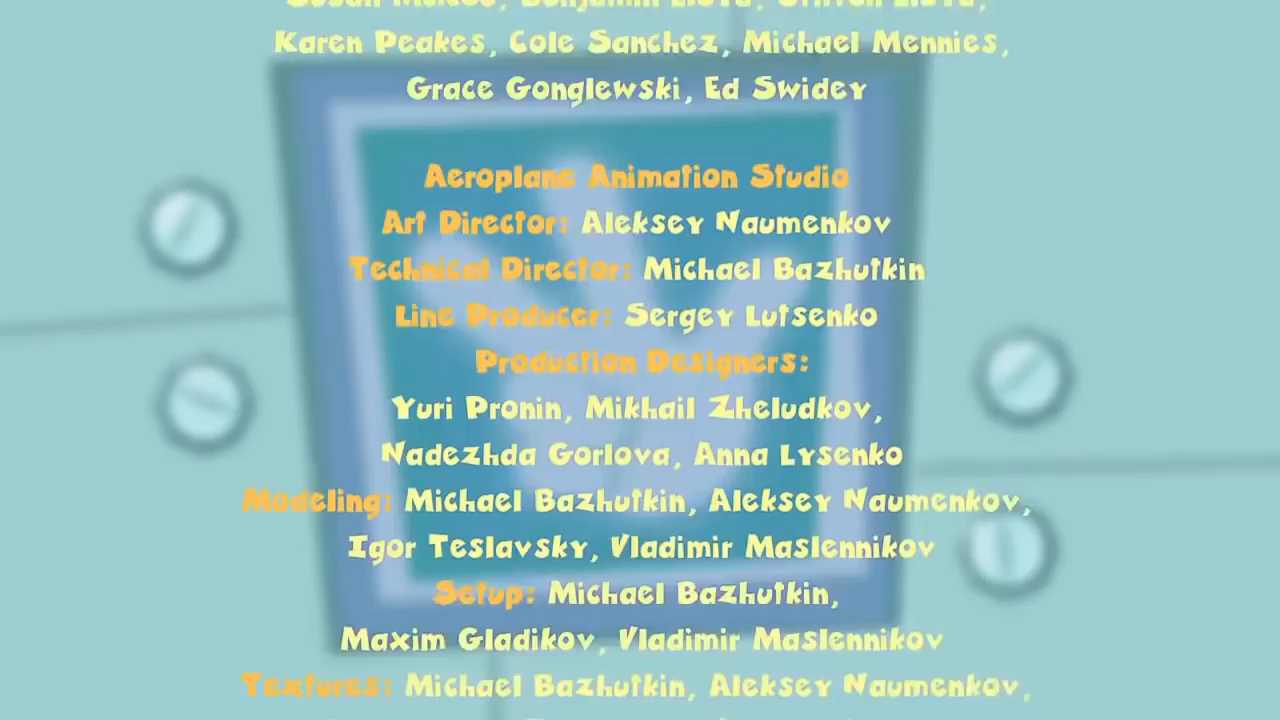 Karen Peakes, Cole Sanchez, Michael Mennies,
Grace Gonglewski, Ed Swidey
Aeroplane Animation Studio
Art Director: Aleksey Naumenkov
Technical Director: Michael Bazhutkin
Line Producer: Sergey Lutsenko
Production Designers:
Yuri Pronin, Mikhail Zheludkov,
Nadezhda Gorlova, Anna Lysenko
Modeling: Michael Bazhutkin, Aleksey Naumenkov,
Igor Teslavsky, Vladimir Maslennikov
Setup: Michael Bazhutkin,
Maxim Gladikov, Vladimir Maslennikov
Textures: Michael Bazhutkin, Aleksey Naumenkov,